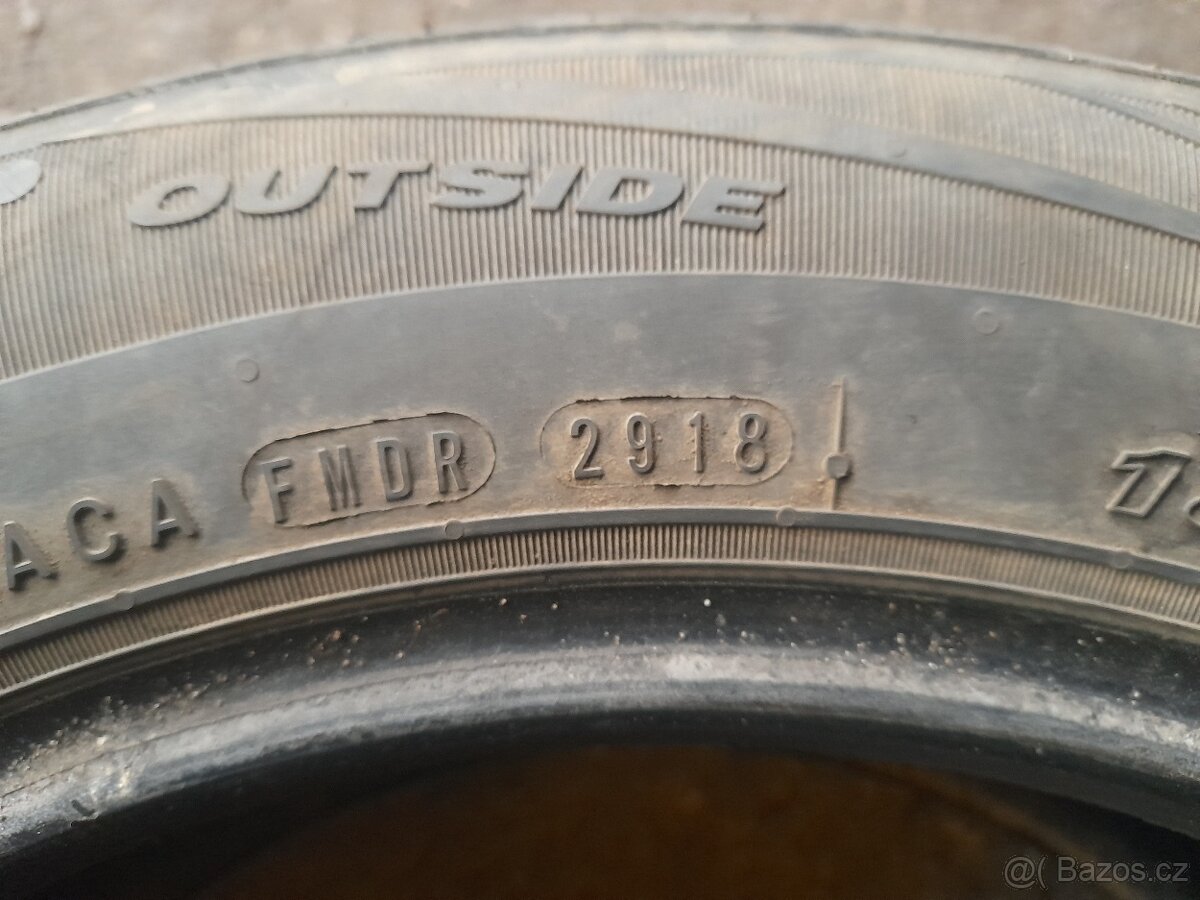 OUTSIDE
ACA FMDR 2918
@( Bazos.cz